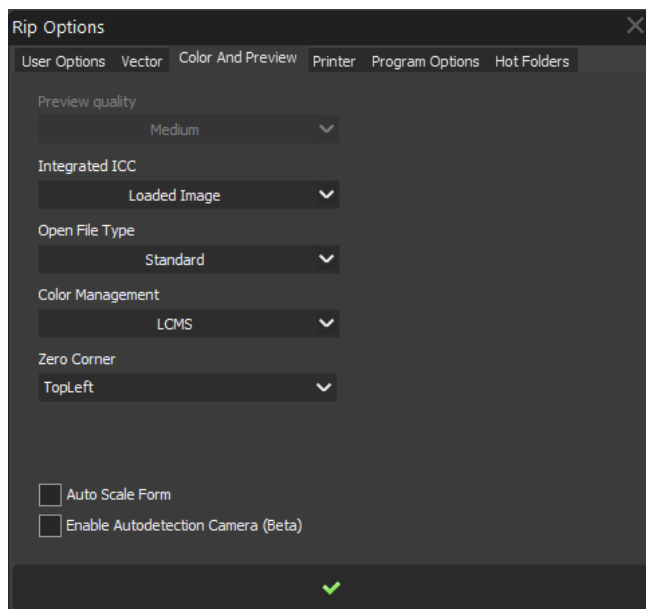 Rip Options
User Options Vector Color And Preview Printer Program Options Hot Folders
Preview quality
Medium
Integrated ICC
Loaded Image
Open File Type
Standard
Color Management
LCMS
Zero Corner
TopLeft
Auto Scale Form
Enable Autodetection Camera (Beta)